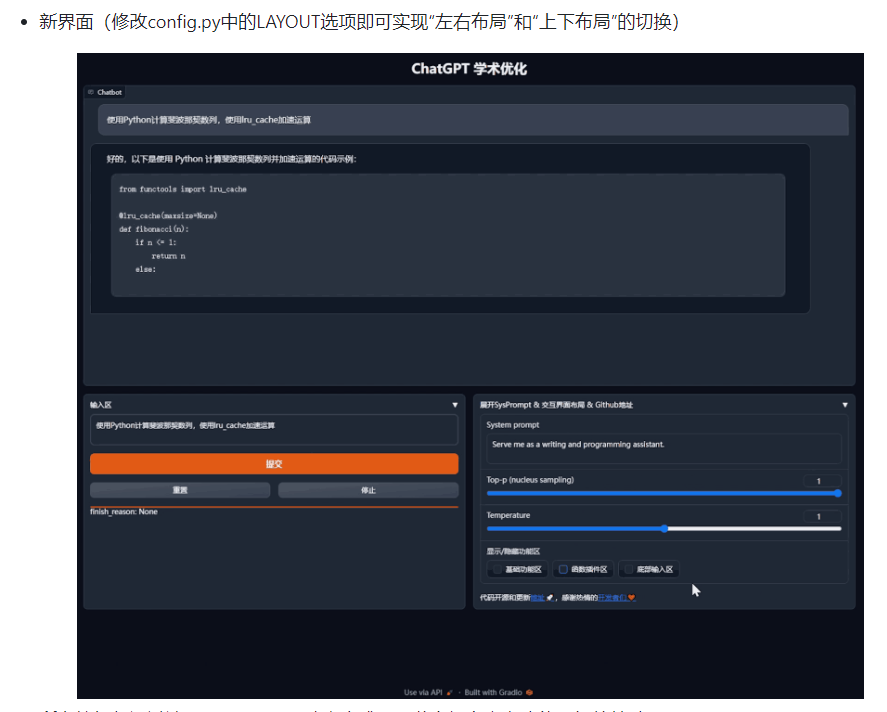 新界面（修改config.py中的LAYOUT选项即可实现“左右布局”和“上下布局”的切换）
ChatGPT 学术优化
Chatbot
使用Python计算斐波那契数列，使用lru_cache加速运算
好的，以下是使用 Python 计算斐波那契数列并加速运算的代码示例：
from functools import lru_cache
@lru_cache(maxsize=None)
def fibonacci(n):
if n <= 1:
return n
else:
输入区
使用Python计算斐波那契数列，使用lru_cache加速运算
提交
重置 停止
finish_reason: None
展开SysPrompt & 交互界面布局 & Github地址
System prompt
Serve me as a writing and programming assistant.
Top-p (nucleus sampling) 1
Temperature 1
显示/隐藏功能区
基础功能区 函数插件区 底部输入区
代码开源和更新地址🚀，感谢热情的开发者们❤️
Use via API · Built with Gradio